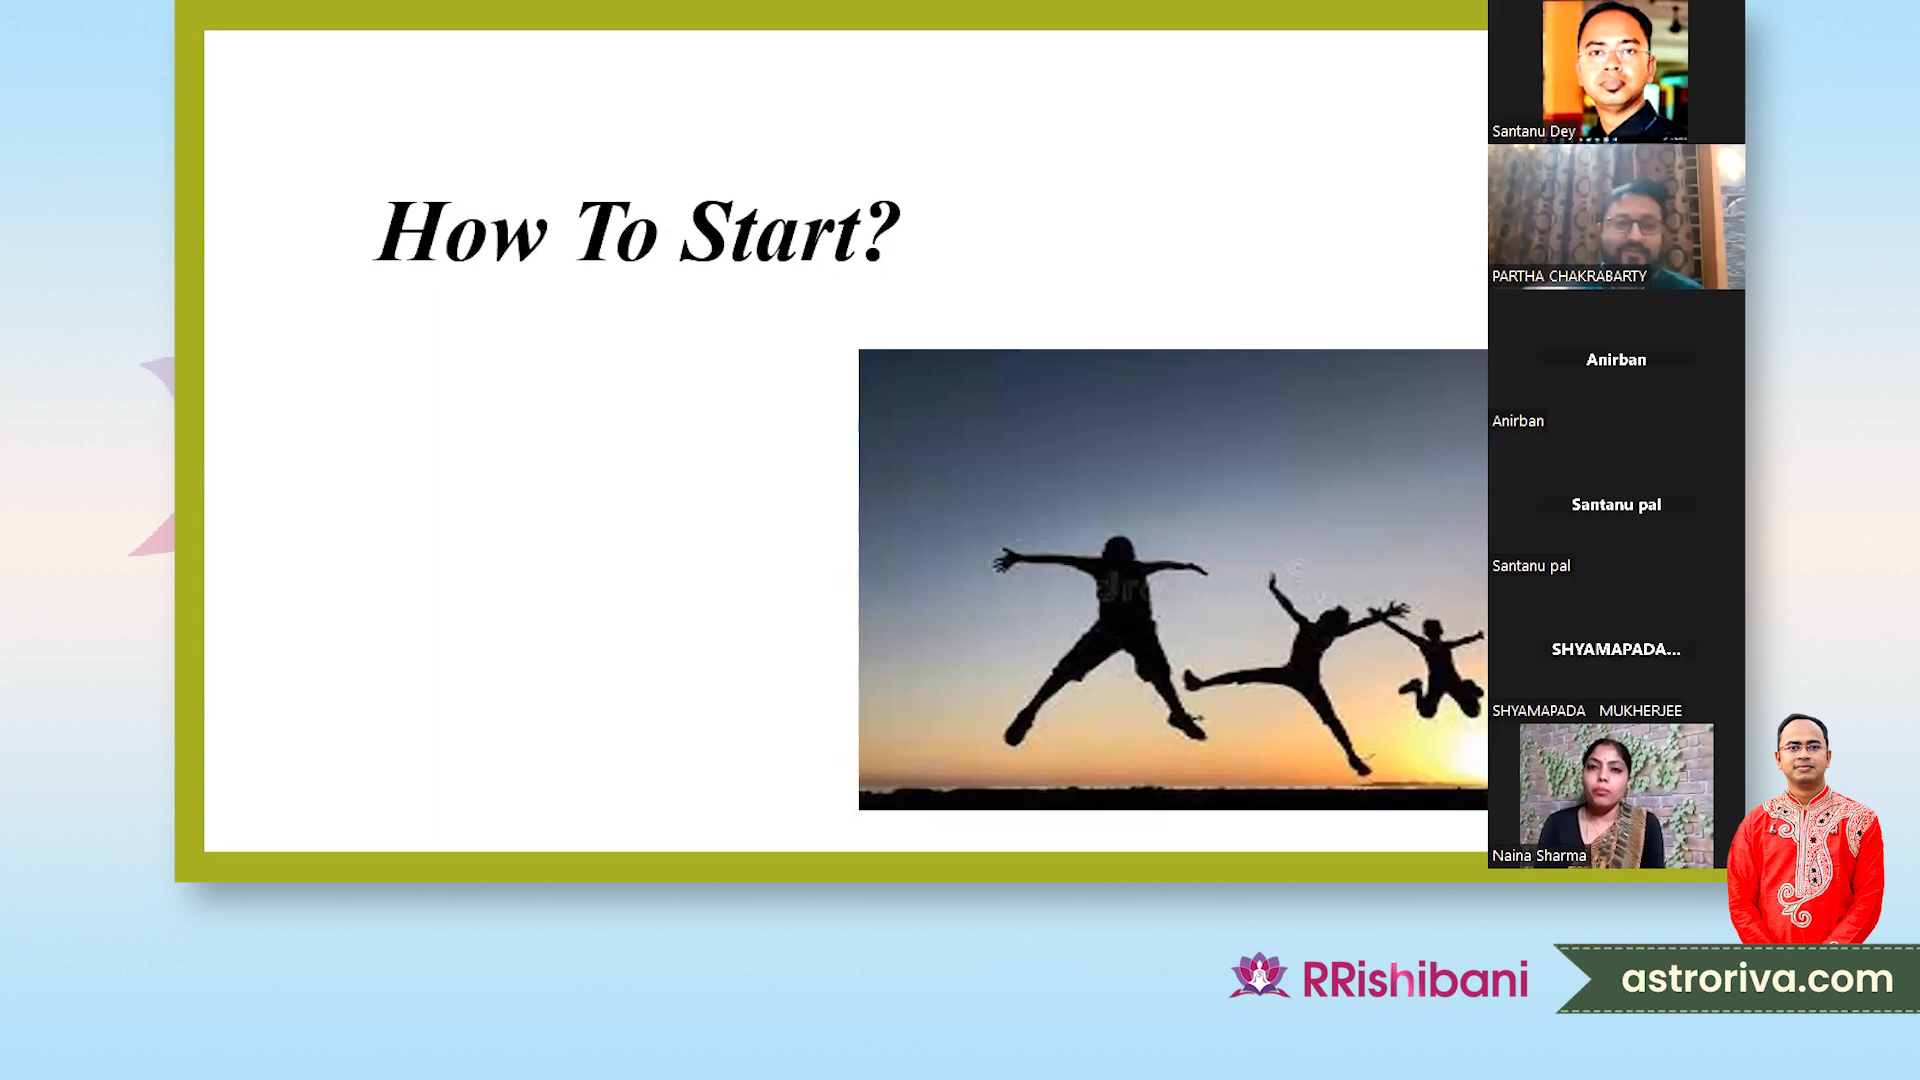 How To Start?
Santanu Dey
PARTHA CHAKRABARTY
Anirban
Anirban
Santanu pal
Santanu pal
SHYAMAPADA...
SHYAMAPADA MUKHERJEE
Naina Sharma
RRishibani
astroriva.com